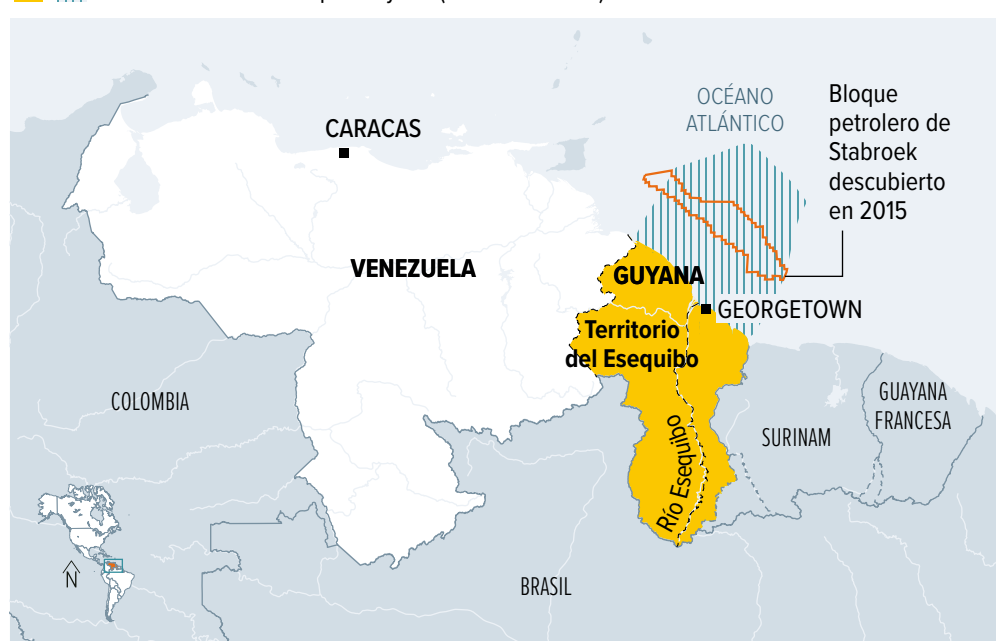 CARACAS
OCÉANO
ATLÁNTICO
Bloque
petrolero de
Stabroek
descubierto
en 2015
VENEZUELA
GUYANA
GEORGETOWN
Territorio
del Esequibo
COLOMBIA
GUAYANA
FRANCESA
SURINAM
Río Esequibo
N
BRASIL